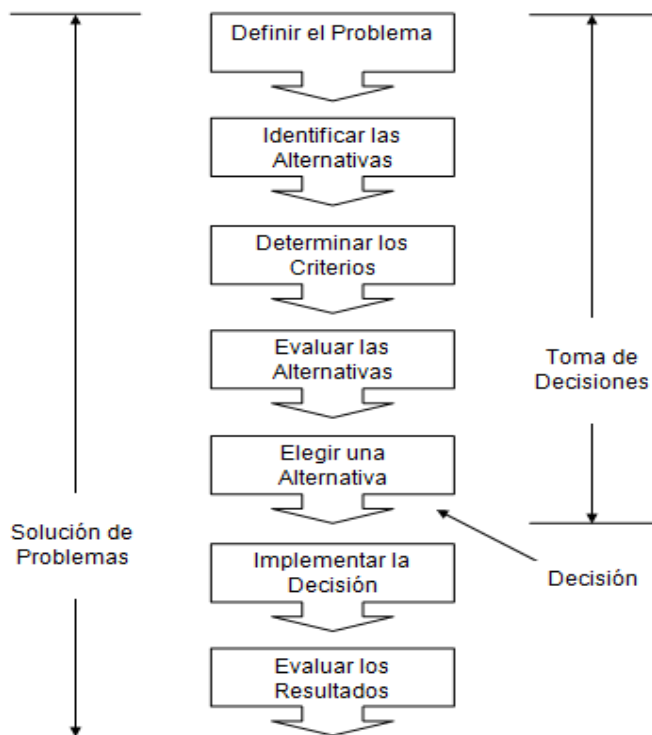 Definir el Problema
Identificar las
Alternativas
Determinar los
Criterios
Evaluar las
Alternativas
Toma de
Decisiones
Elegir una
Alternativa
Solución de
Problemas
Implementar la
Decisión
Decisión
Evaluar los
Resultados